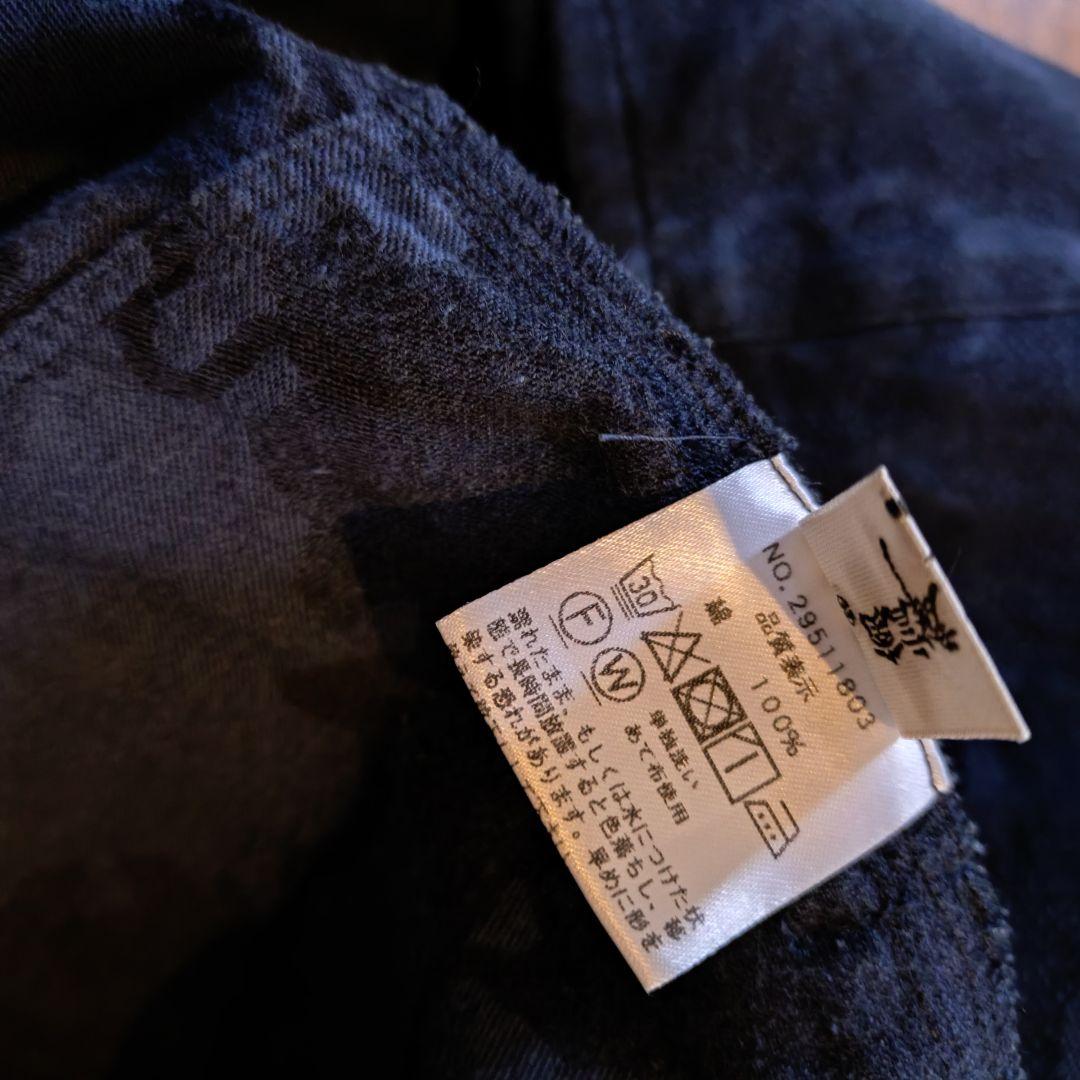 NO.29511803
品質表示
綿 100%
30
F W
単独洗い
あて布使用
濡れたまま、もしくは水につけた状
態で長時間放置すると色落ちし、移
染する恐れがあります。早めに形を